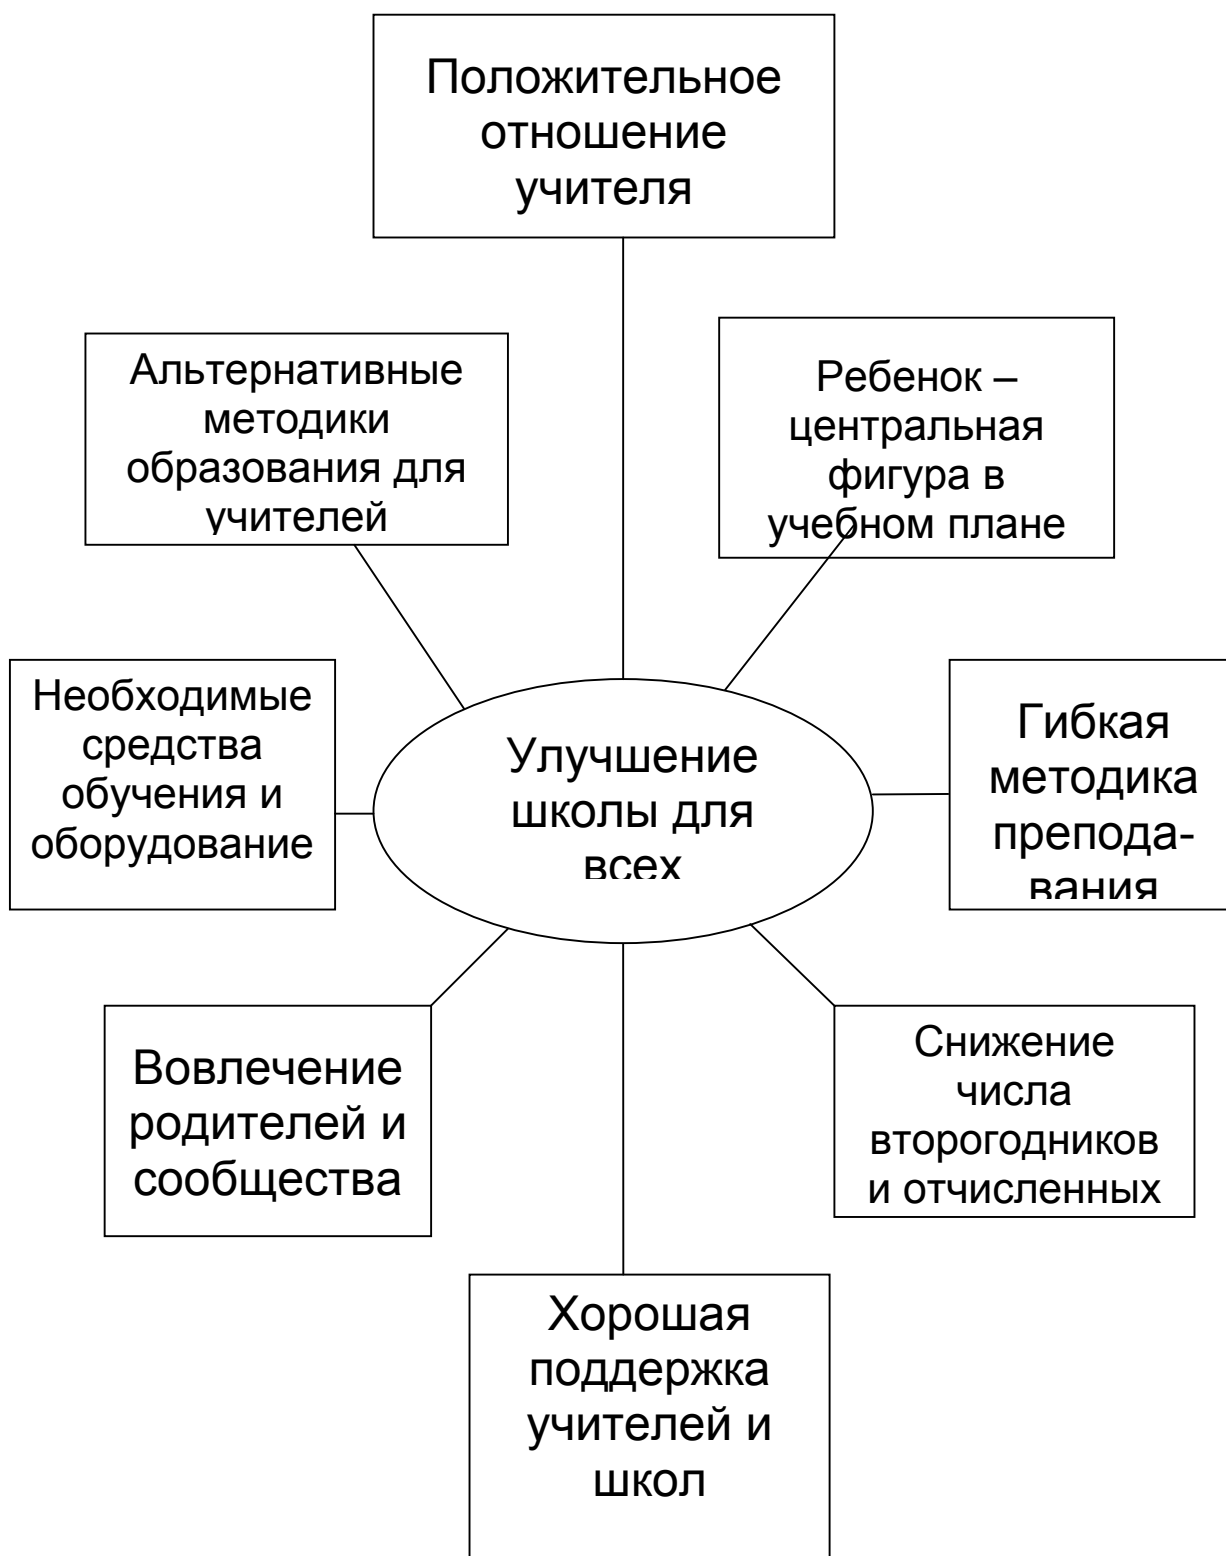 Положительное
отношение
учителя
Альтернативные
методики
образования для
учителей
Ребенок –
центральная
фигура в
учебном плане
Необходимые
средства
обучения и
оборудование
Улучшение
школы для
всех
Гибкая
методика
препода-
вания
Вовлечение
родителей и
сообщества
Снижение
числа
второгодников
и отчисленных
Хорошая
поддержка
учителей и
школ